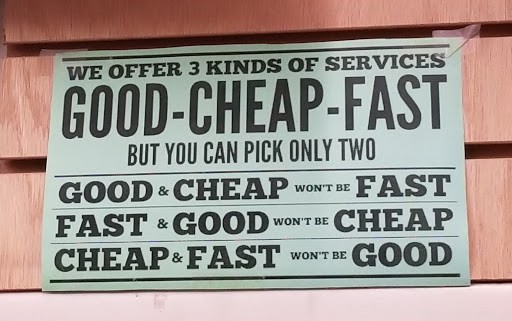 WE OFFER 3 KINDS OF SERVICES
GOOD-CHEAP-FAST
BUT YOU CAN PICK ONLY TWO
GOOD & CHEAP WON'T BE FAST
FAST & GOOD WON'T BE CHEAP
CHEAP & FAST WON'T BE GOOD